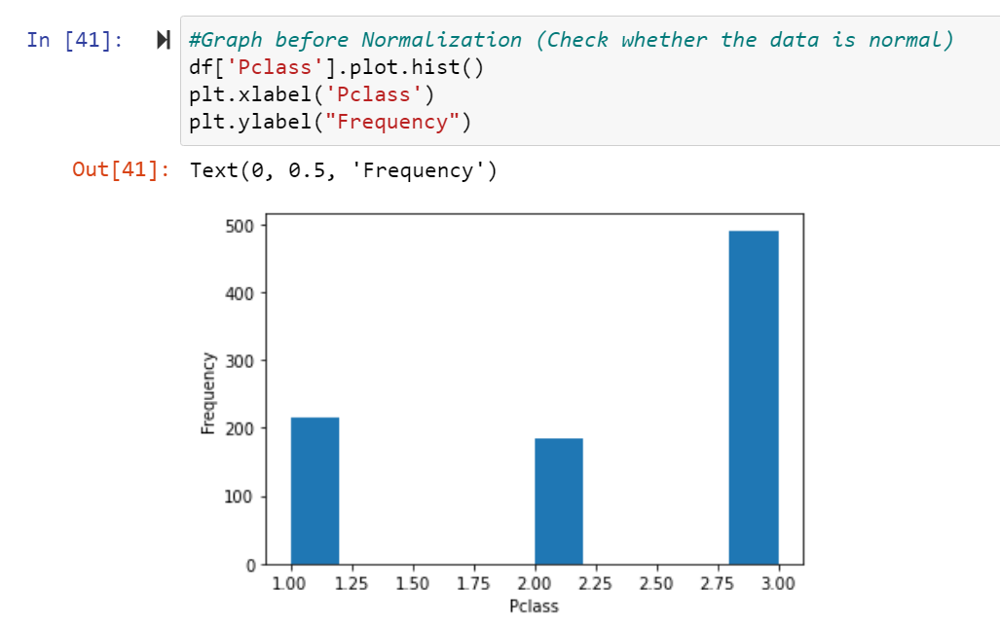 In [41]:
#Graph before Normalization (Check whether the data is normal)
df['Pclass'].plot.hist()
plt.xlabel('Pclass')
plt.ylabel("Frequency")
Out[41]:
Text(0, 0.5, 'Frequency')
500
400
300
200
100
0
Frequency
1.00 1.25 1.50 1.75 2.00 2.25 2.50 2.75 3.00
Pclass